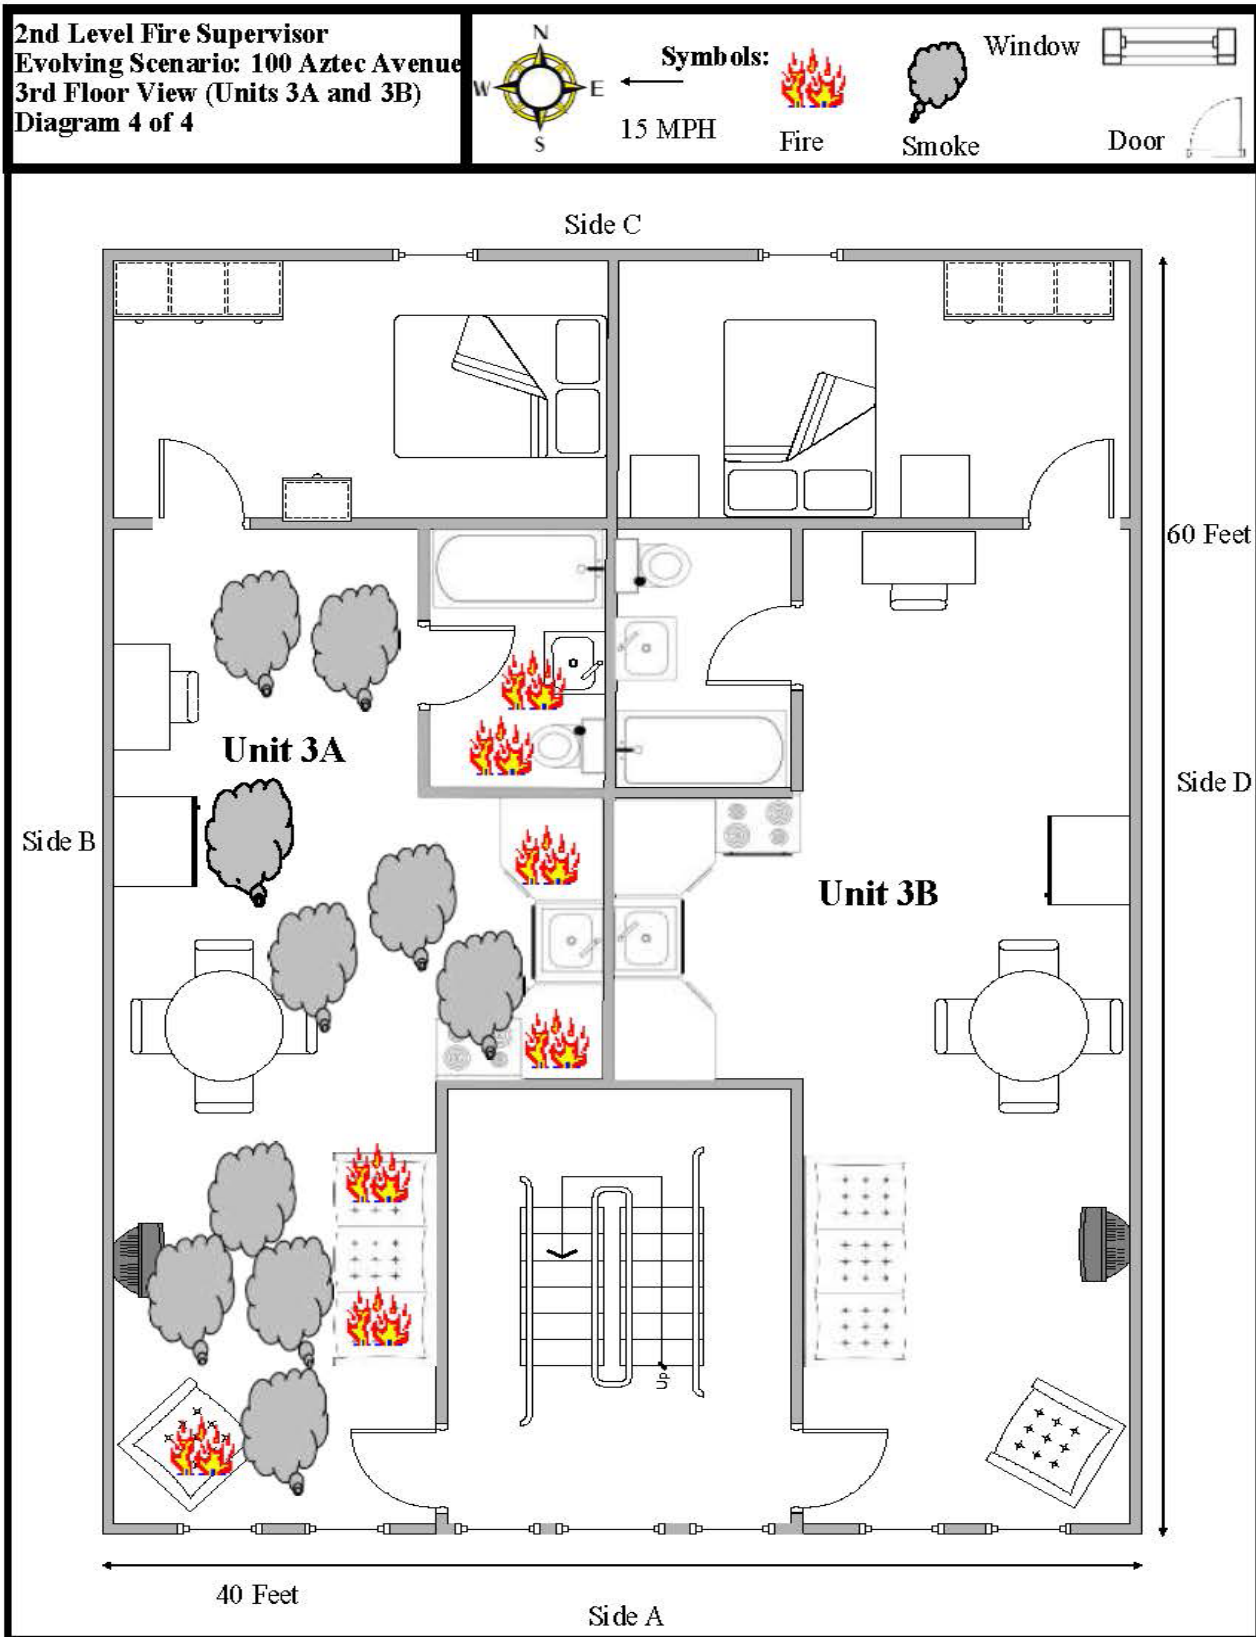 2nd Level Fire Supervisor
Evolving Scenario: 100 Aztec Avenue
3rd Floor View (Units 3A and 3B)
Diagram 4 of 4
N
W
E
S
15 MPH
Symbols:
Fire
Smoke
Window
Door
Side C
60 Feet
Unit 3A
Side D
Side B
Unit 3B
Up
40 Feet
Side A